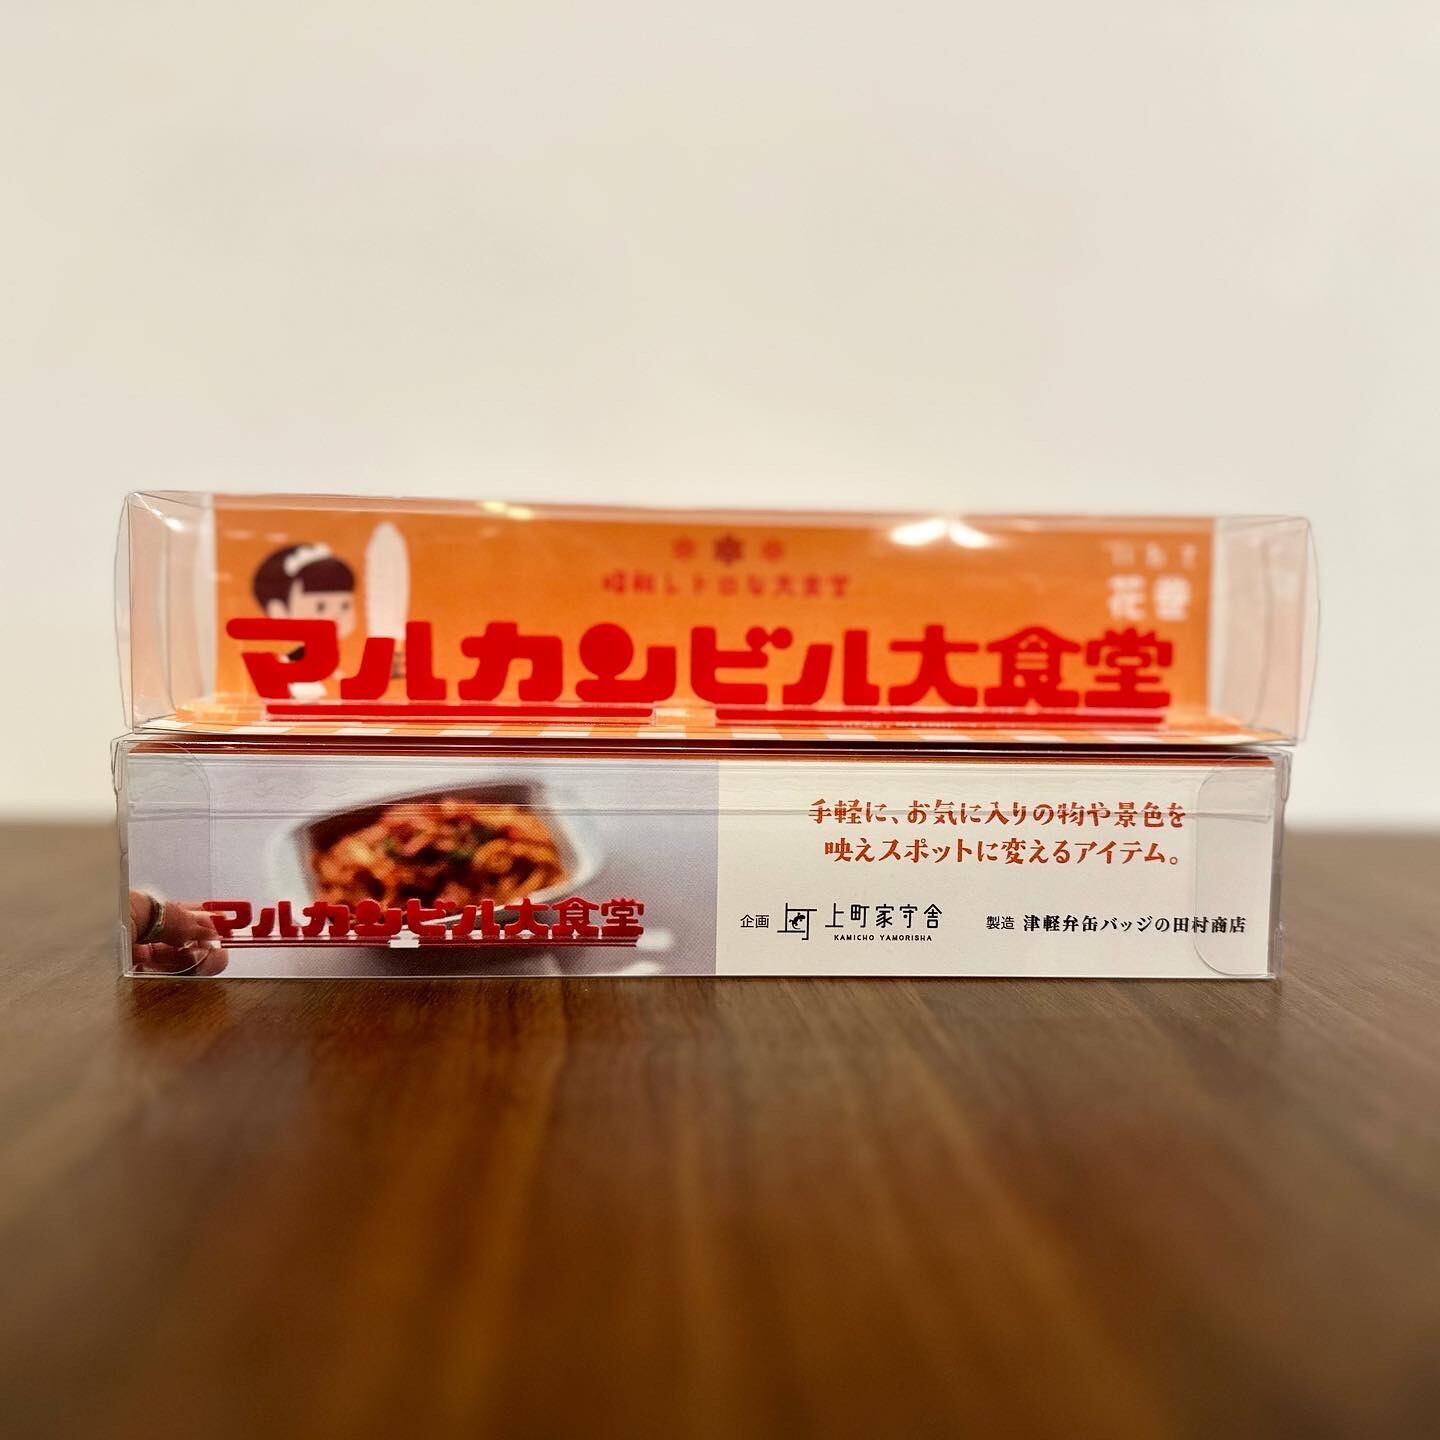 昭和レトロな大食堂
花巻
マルカンビル大食堂
手軽に、お気に入りの物や景色を
映えスポットに変えるアイテム。
マルカンビル大食堂
企画 上町家守舎
KAMICHO YAMORISHA
製造 津軽弁缶バッジの田村商店